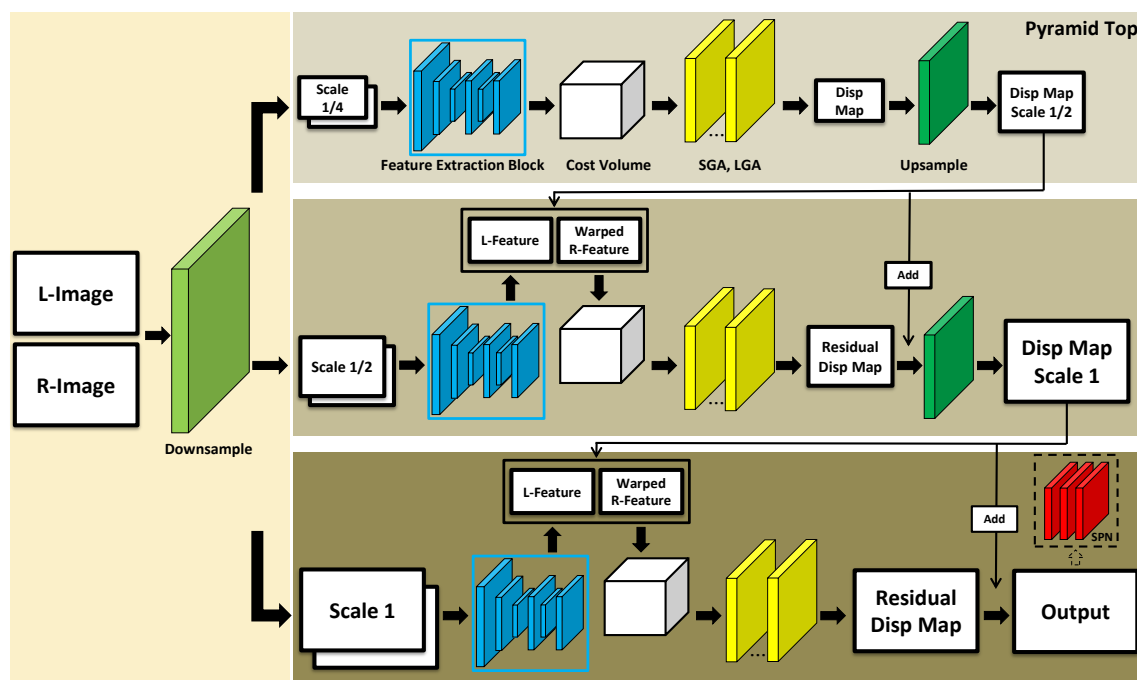 Pyramid Top
Scale
1/4
Disp
Map
Disp Map
Scale 1/2
...
Feature Extraction Block
Cost Volume
SGA, LGA
Upsample
L-Image
R-Image
Downsample
L-Feature
Warped
R-Feature
Add
Scale 1/2
...
Residual
Disp Map
Disp Map
Scale 1
L-Feature
Warped
R-Feature
Add
SPN
Scale 1
...
Residual
Disp Map
Output